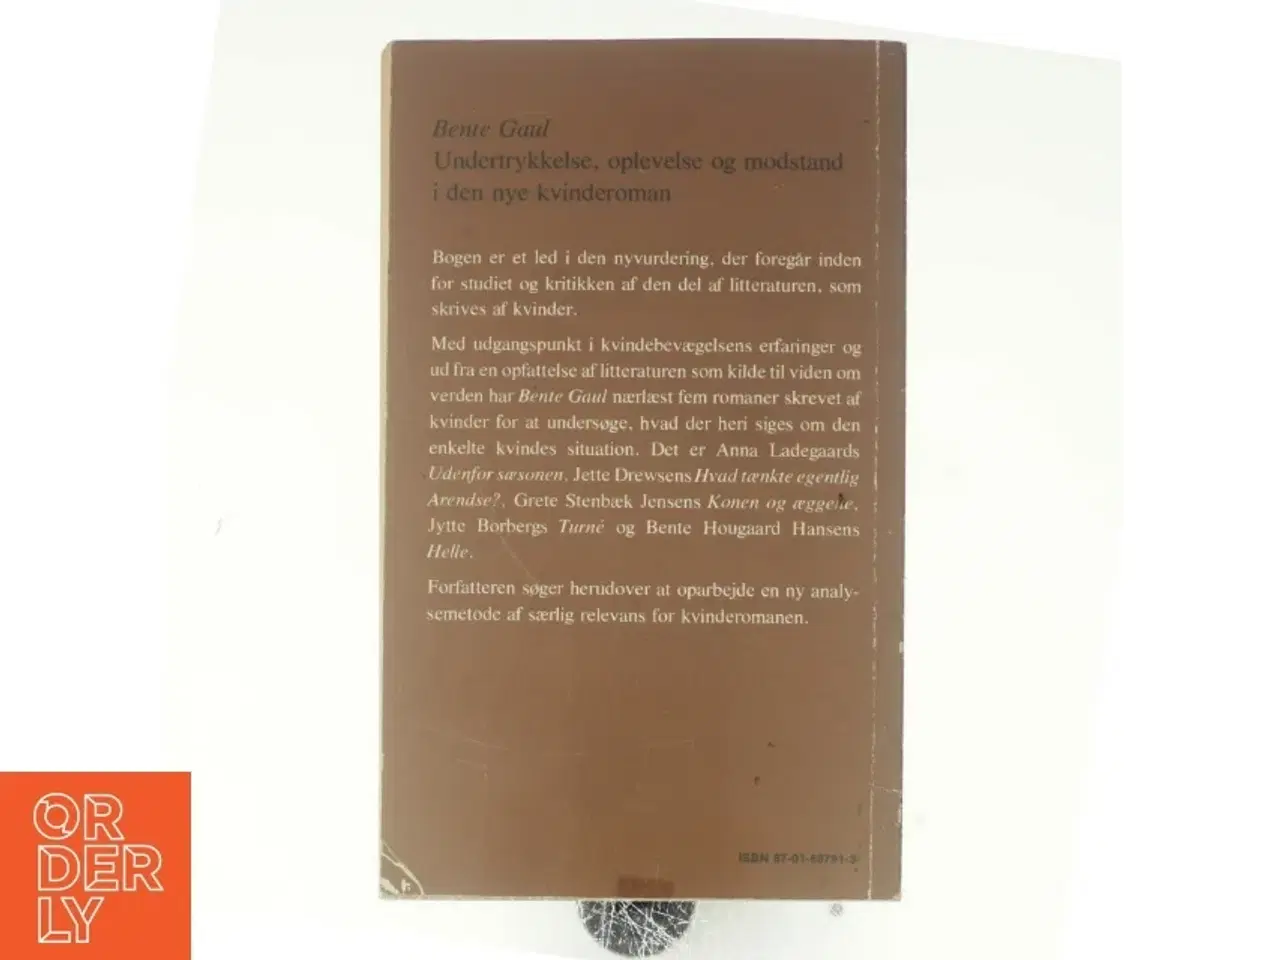 Bente Gaul
Undertrykkelse, oplevelse og modstand
i den nye kvinderoman
Bogen er et led i den nyvurdering, der foregår inden
for studiet og kritikken af den del af litteraturen, som
skrives af kvinder.
Med udgangspunkt i kvindebevægelsens erfaringer og
ud fra en opfattelse af litteraturen som kilde til viden om
verden har Bente Gaul nærlæst fem romaner skrevet af
kvinder for at undersøge, hvad der heri siges om den
enkelte kvindes situation. Det er Anna Ladegaards
Udenfor sæsonen, Jette Drewsens Hvad tænkte egentlig
Arendse?, Grete Stenbæk Jensens Konen og æggene,
Jytte Borbergs Turné og Bente Hougaard Hansens
Helle.
Forfatteren søger herudover at oparbejde en ny analy-
semetode af særlig relevans for kvinderomanen.
ISBN 87-01-68791-3
ORDERLY